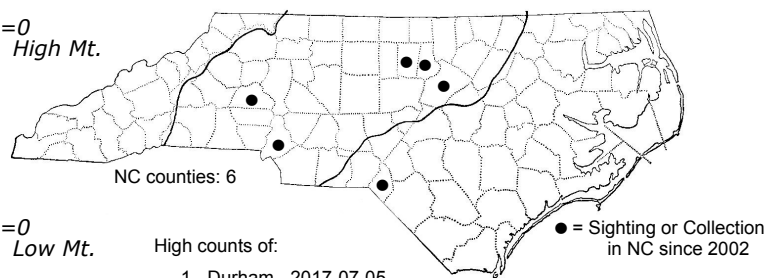 =0
High Mt.
NC counties: 6
=0
Low Mt.
High counts of:
● = Sighting or Collection
in NC since 2002
1 - Durham - 2017-07-05